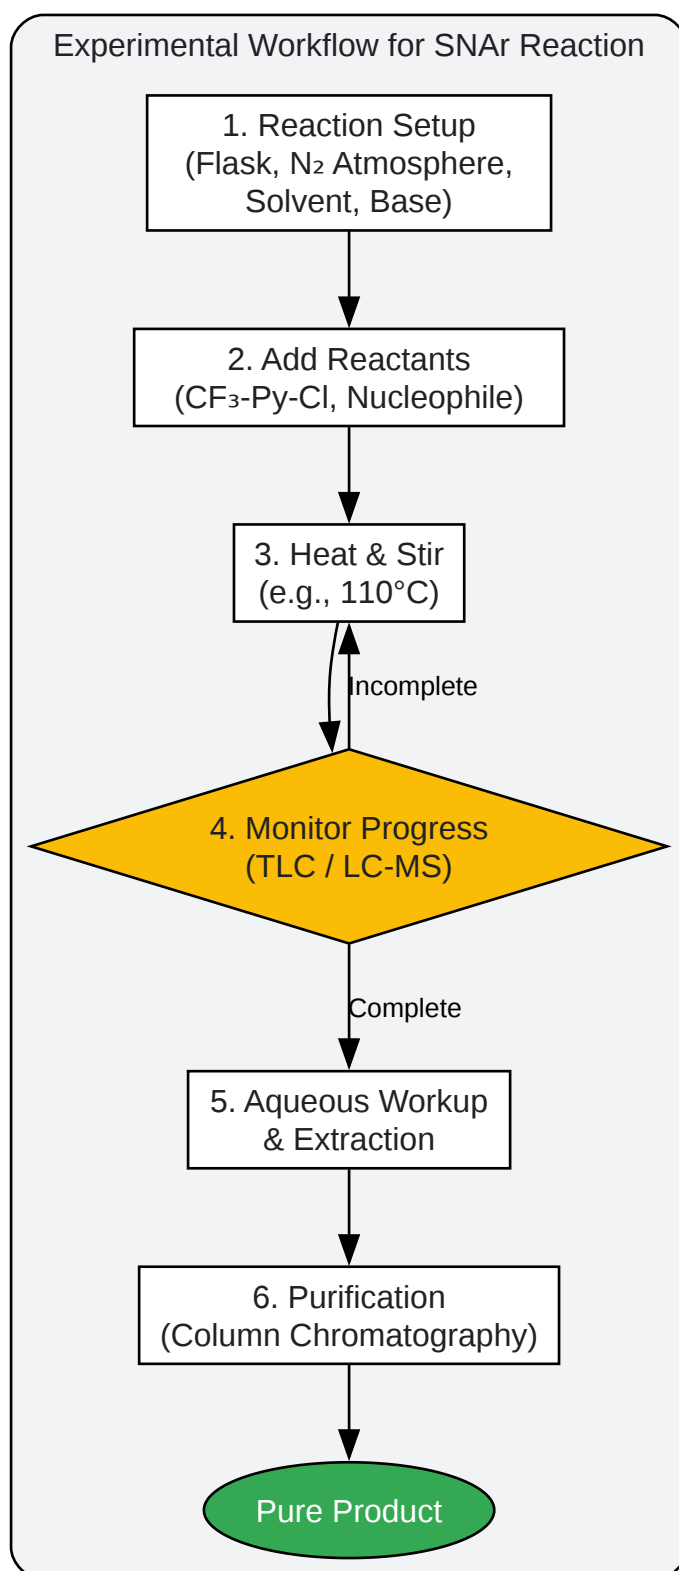 Experimental Workflow for SNAr Reaction
1. Reaction Setup
(Flask, N₂ Atmosphere,
Solvent, Base)
2. Add Reactants
(CF₃-Py-Cl, Nucleophile)
3. Heat & Stir
(e.g., 110°C)
Incomplete
4. Monitor Progress
(TLC / LC-MS)
Complete
5. Aqueous Workup
& Extraction
6. Purification
(Column Chromatography)
Pure Product